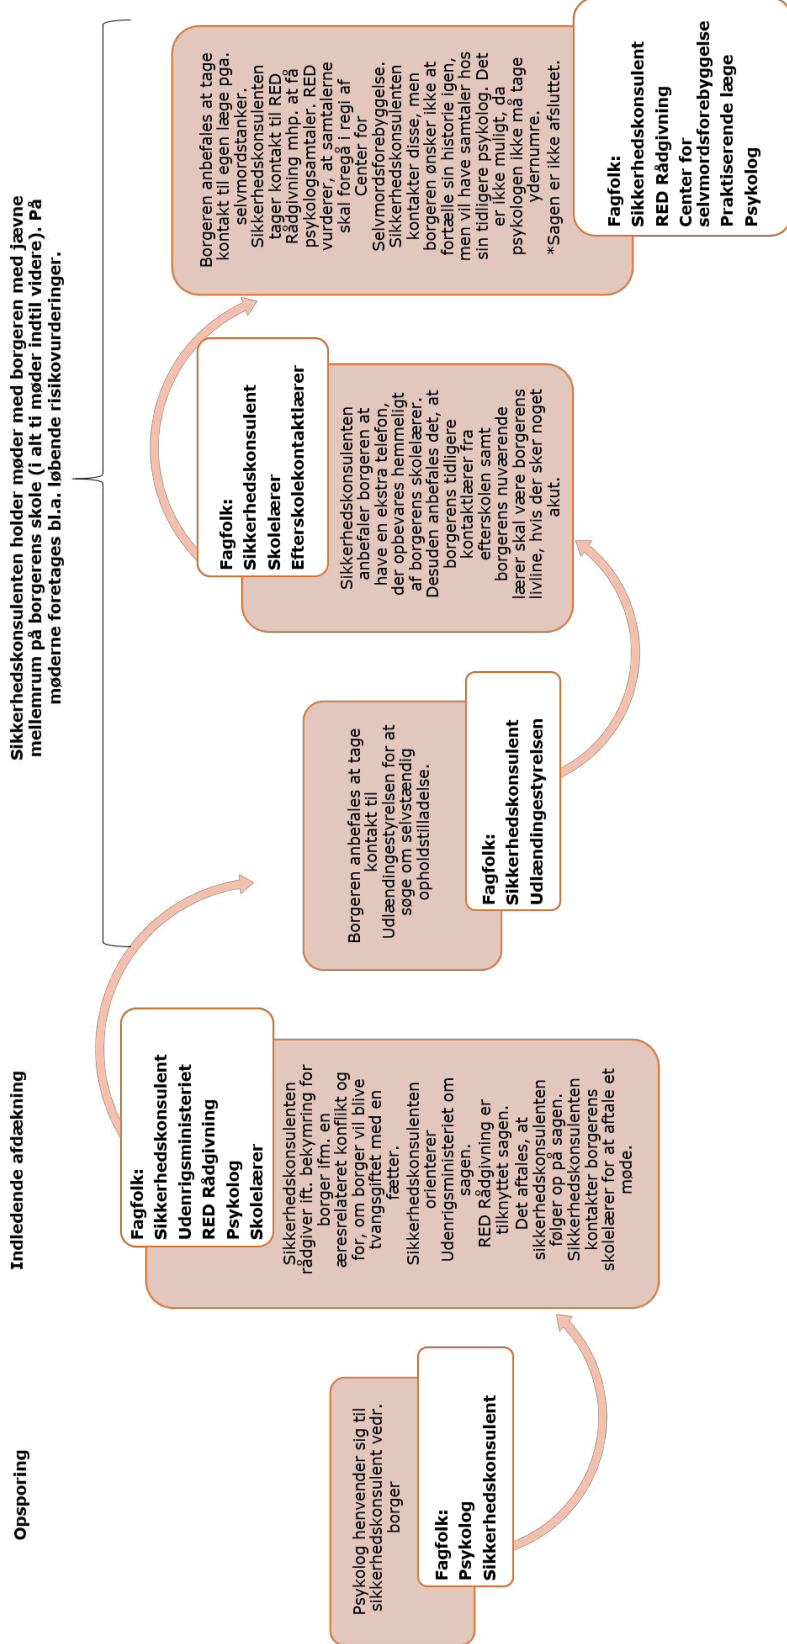 Opsporing
Psykolog henvender sig til
sikkerhedskonsulent vedr.
borger
Fagfolk:
Psykolog
Sikkerhedskonsulent
Indledende afdækning
Fagfolk:
Sikkerhedskonsulent
Udenrigsministeriet
RED Rådgivning
Psykolog
Skolelærer
Sikkerhedskonsulenten
rådgiver ift. bekymring for
borger ifm. en
æresrelateret konflikt og
for, om borger vil blive
tvangsgiftet med en
fætter.
Sikkerhedskonsulenten
orienterer
Udenrigsministeriet om
sagen.
RED Rådgivning er
tilknyttet sagen.
Det aftales, at
sikkerhedskonsulenten
følger op på sagen.
Sikkerhedskonsulenten
kontakter borgerens
skolelærer for at aftale et
møde.
Sikkerhedskonsulenten holder møder med borgeren med jævne
mellemrum på borgerens skole (i alt ti møder indtil videre). På
møderne foretages bl.a. løbende risikovurderinger.
Borgeren anbefales at tage
kontakt til
Udlændingestyrelsen for at
søge om selvstændig
opholdstilladelse.
Fagfolk:
Sikkerhedskonsulent
Udlændingestyrelsen
Fagfolk:
Sikkerhedskonsulent
Skolelærer
Efterskolekontaktlærer
Sikkerhedskonsulenten
anbefaler borgeren at
have en ekstra telefon,
der opbevares hemmeligt
af borgerens skolelærer.
Desuden anbefales det, at
borgerens tidligere
kontaktlærer fra
efterskolen samt
borgerens nuværende
lærer skal være borgerens
livline, hvis der sker noget
akut.
Borgeren anbefales at tage
kontakt til egen læge pga.
selvmordstanker.
Sikkerhedskonsulenten
tager kontakt til RED
Rådgivning mhp. at få
psykologsamtaler. RED
vurderer, at samtalerne
skal foregå i regi af
Center for
Selvmordsforebyggelse.
Sikkerhedskonsulenten
kontakter disse, men
borgeren ønsker ikke at
fortælle sin historie igen,
men vil have samtaler hos
sin tidligere psykolog. Det
er ikke muligt, da
psykologen ikke må tage
ydernumre.
*Sagen er ikke afsluttet.
Fagfolk:
Sikkerhedskonsulent
RED Rådgivning
Center for
selvmordsforebyggelse
Praktiserende læge
Psykolog